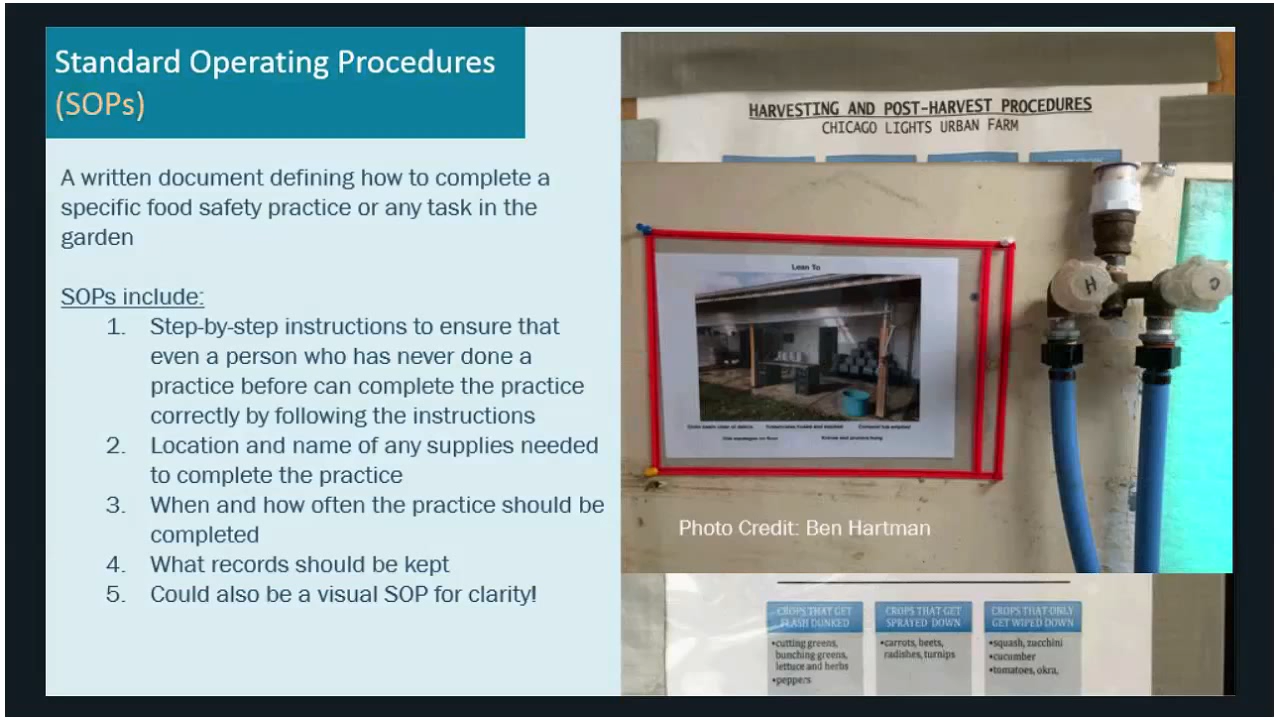 Standard Operating Procedures
(SOPs)
A written document defining how to complete a
specific food safety practice or any task in the
garden
SOPs include:
1. Step-by-step instructions to ensure that
even a person who has never done a
practice before can complete the practice
correctly by following the instructions
2. Location and name of any supplies needed
to complete the practice
3. When and how often the practice should be
completed
4. What records should be kept
5. Could also be a visual SOP for clarity!
HARVESTING AND POST-HARVEST PROCEDURES
CHICAGO LIGHTS URBAN FARM
Lean To
H
C
Photo Credit: Ben Hartman
CROPS THAT GET
FLASH DUNKED
•cutting greens,
bunching greens,
lettuce and herbs
•peppers
CROPS THAT GET
SPRAYED DOWN
•carrots, beets,
radishes, turnips
CROPS THAT ONLY
GET WIPED DOWN
•squash, zucchini
•cucumber
•tomatoes, okra,